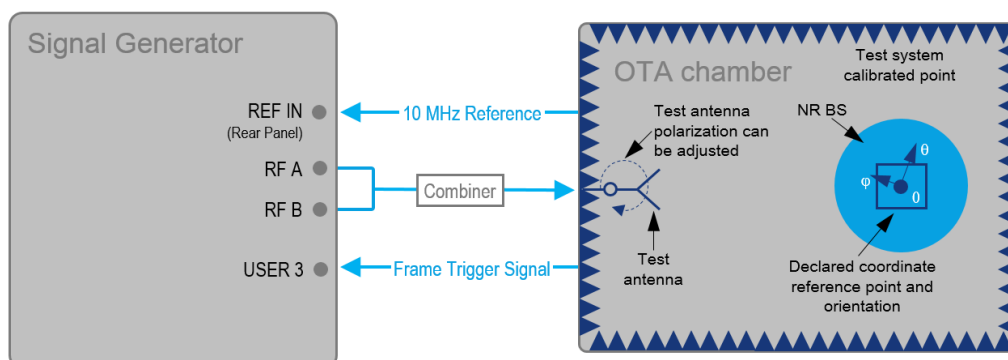 Signal Generator
REF IN
(Rear Panel)
RF A
RF B
USER 3
10 MHz Reference
Combiner
Frame Trigger Signal
OTA chamber
Test system
calibrated point
Test antenna
polarization can
be adjusted
NR BS
θ
φ
0
Test
antenna
Declared coordinate
reference point and
orientation